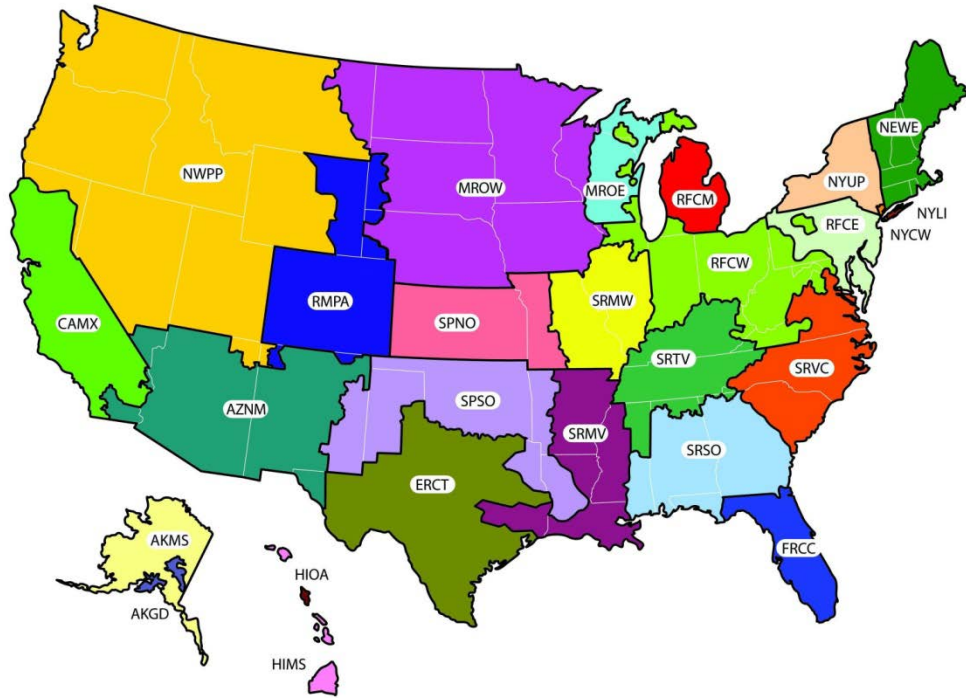 NEWE
NWPP
NYUP
MROW
MROE
RFCM
NYLI
RFCE
NYCW
RFCW
RMPA
SRMW
CAMX
SPNO
SRTV
SRVC
AZNM
SPSO
SRMV
SRSO
ERCT
AKMS
FRCC
HIOA
AKGD
HIMS